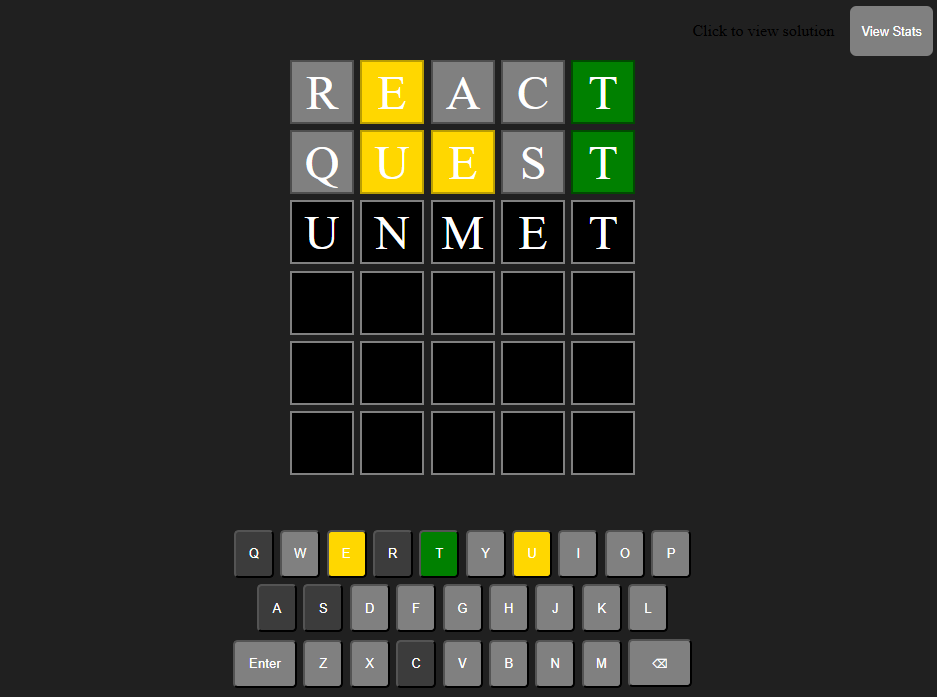 Click to view solution View Stats
R E A C T
Q U E S T
U N M E T
Q W E R T Y U I O P
A S D F G H J K L
Enter Z X C V B N M ⌫